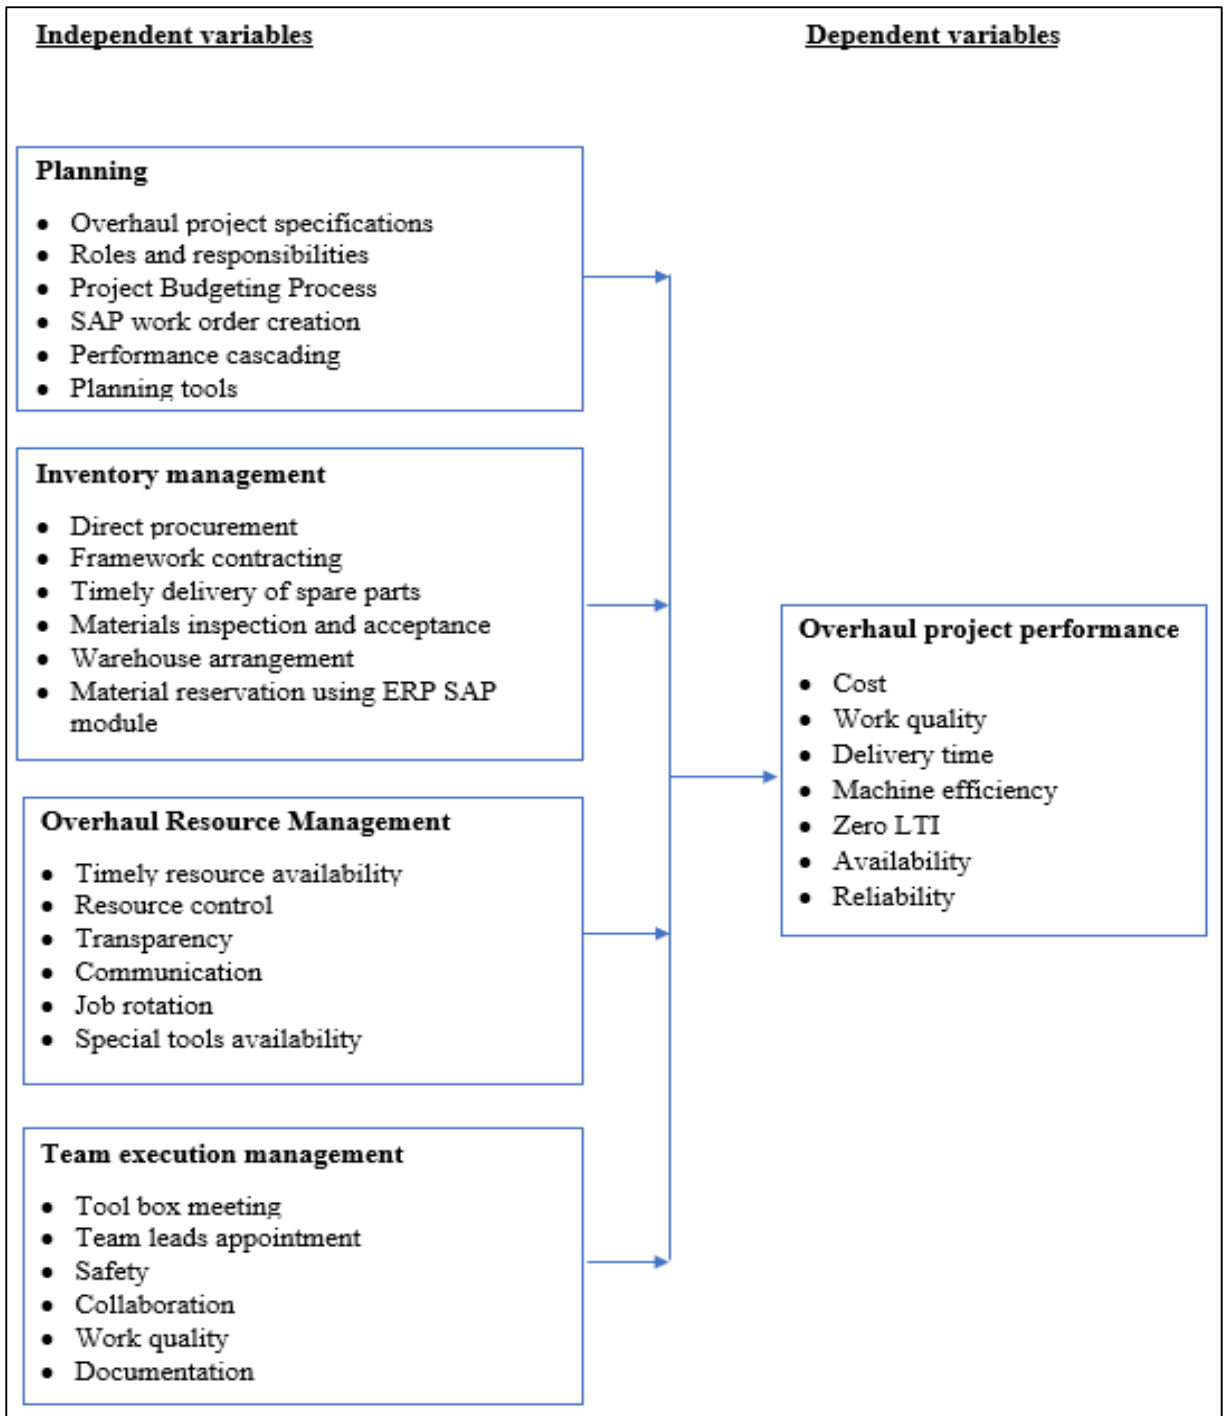 Independent variables
Dependent variables
Planning
• Overhaul project specifications
• Roles and responsibilities
• Project Budgeting Process
• SAP work order creation
• Performance cascading
• Planning tools
Inventory management
• Direct procurement
• Framework contracting
• Timely delivery of spare parts
• Materials inspection and acceptance
• Warehouse arrangement
• Material reservation using ERP SAP
module
Overhaul Resource Management
• Timely resource availability
• Resource control
• Transparency
• Communication
• Job rotation
• Special tools availability
Team execution management
• Tool box meeting
• Team leads appointment
• Safety
• Collaboration
• Work quality
• Documentation
Overhaul project performance
• Cost
• Work quality
• Delivery time
• Machine efficiency
• Zero LTI
• Availability
• Reliability